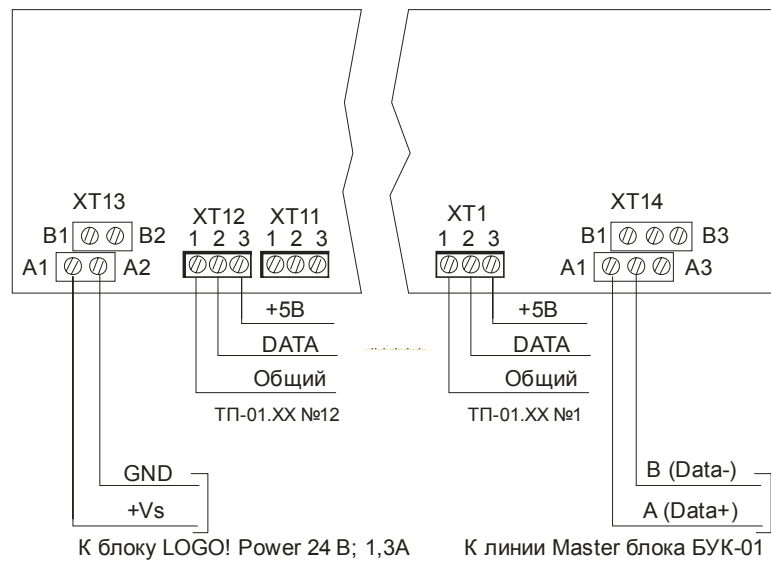 XT13
XT12
XT11
XT1
XT14
B1
B2
1 2 3
1 2 3
1 2 3
B1
B3
A1
A2
A1
A3
+5В
+5В
DATA
DATA
Общий
Общий
ТП-01.XX №12
ТП-01.XX №1
GND
B (Data-)
+Vs
A (Data+)
К блоку LOGO! Power 24 В; 1,3А
К линии Master блока БУК-01